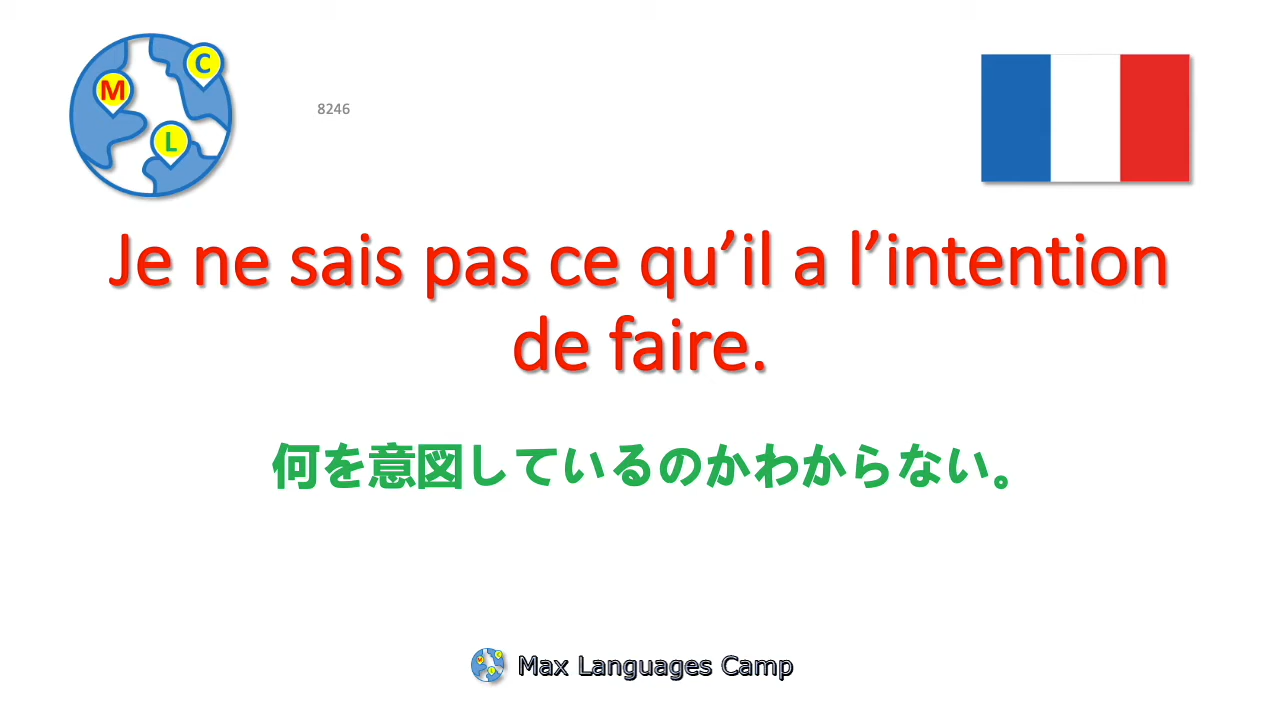 M
C
L
8246
Je ne sais pas ce qu’il a l’intention
de faire.
何を意図しているのかわからない。
Max Languages Camp